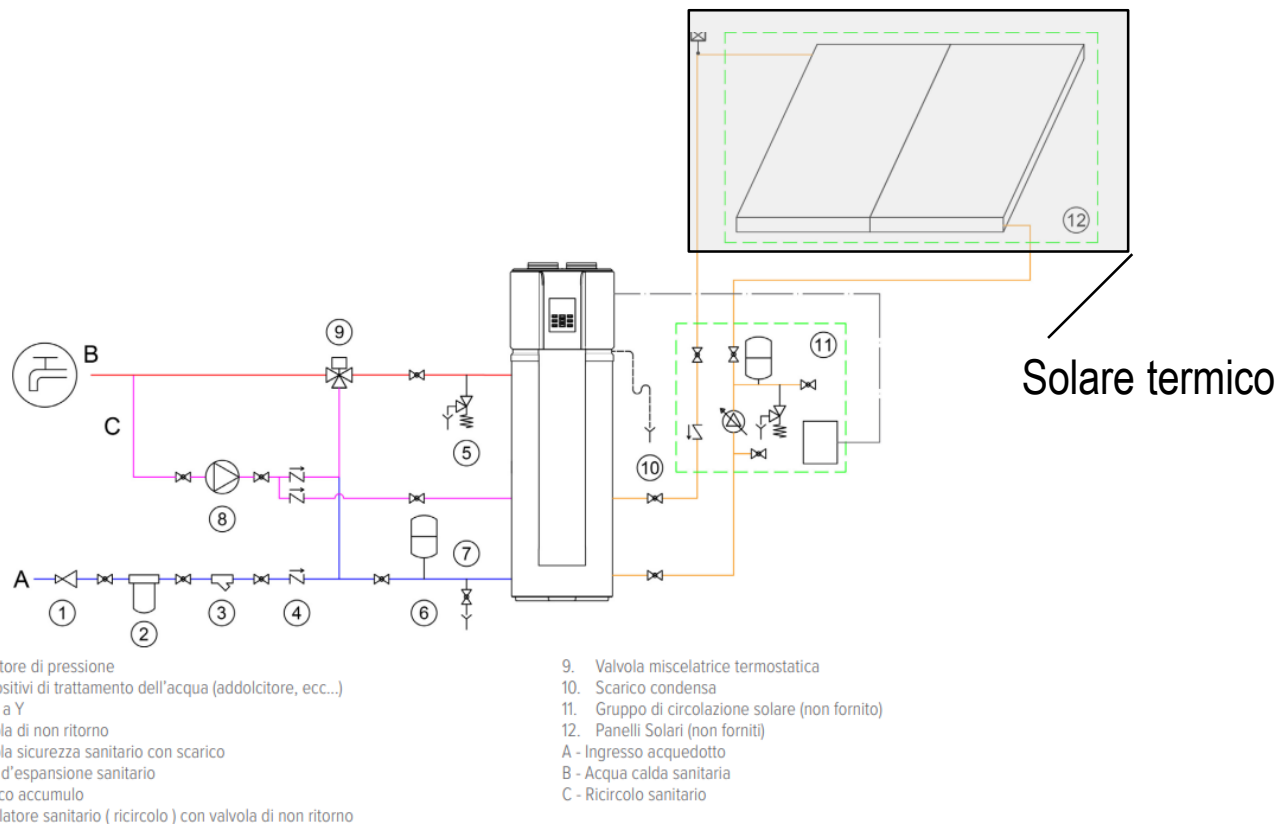 12
9
11
B
Solare termico
C
5
10
8
7
A
1
2
3
4
6
tore di pressione
ositivi di trattamento dell'acqua (addolcitore, ecc...)
a Y
la di non ritorno
la sicurezza sanitario con scarico
d'espansione sanitario
co accumulo
latore sanitario ( ricircolo ) con valvola di non ritorno
9. Valvola miscelatrice termostatica
10. Scarico condensa
11. Gruppo di circolazione solare (non fornito)
12. Panelli Solari (non forniti)
A - Ingresso acquedotto
B - Acqua calda sanitaria
C - Ricircolo sanitario